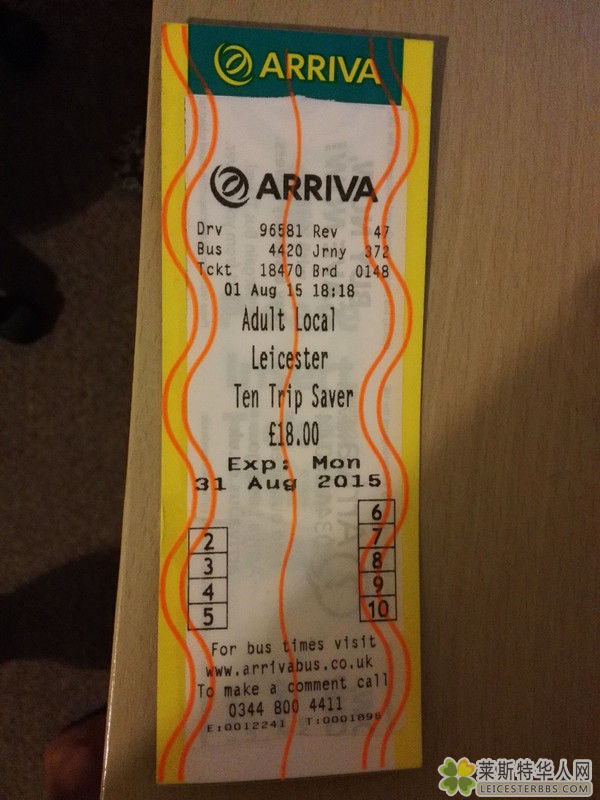 ARRIVA
ARRIVA
Drv 96581 Rev 47
Bus 4420 Jrny 372
Tckt 18470 Brd 0148
01 Aug 15 18:18
Adult Local
Leicester
Ten Trip Saver
£18.00
Exp: Mon
31 Aug 2015
6
2 7
3 8
4 9
5 10
For bus times visit
www.arrivabus.co.uk
To make a comment call
0344 800 4411
E:0012241 T:0001895
莱斯特华人网
LEICESTERBBS.COM